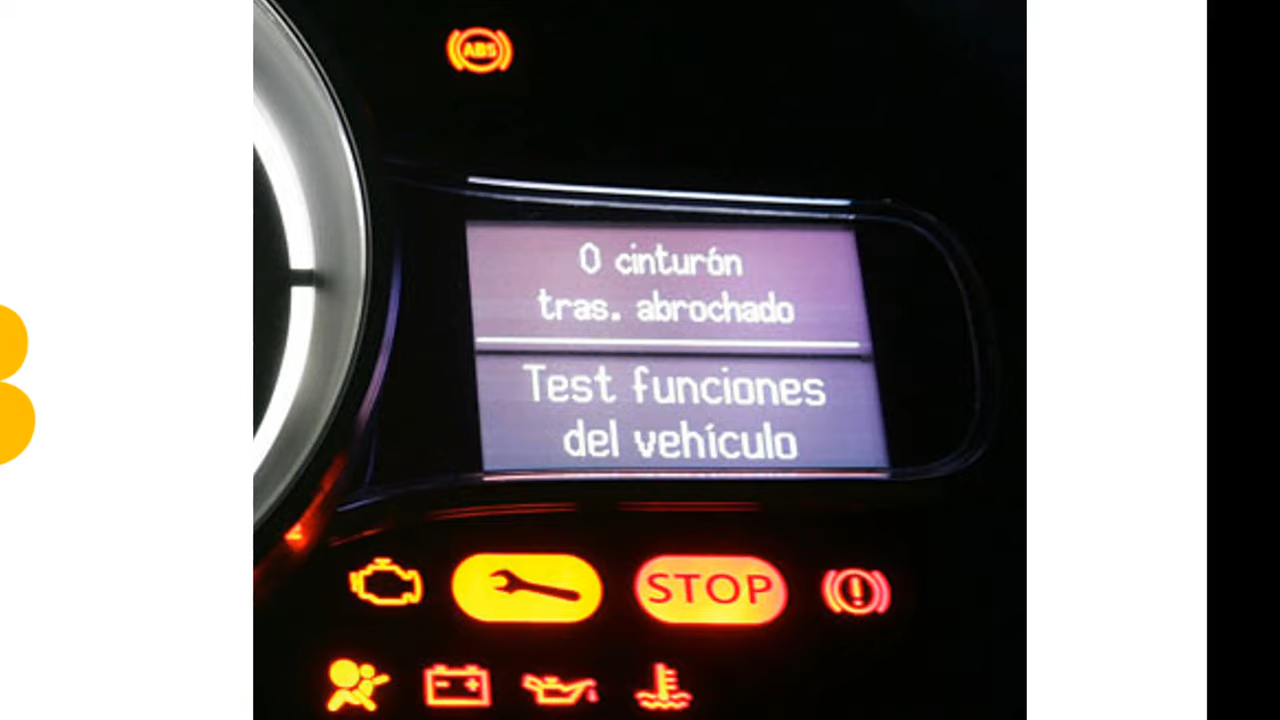 ABS
0 cinturón
tras. abrochado
Test funciones
del vehículo
STOP